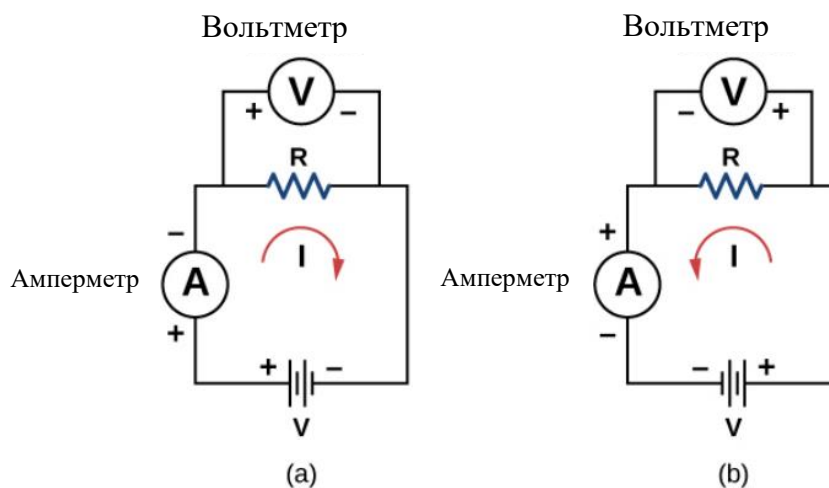 Вольтметр
V
+ −
R
−
I
Амперметр
A
+
+ −
V
(a)
Вольтметр
V
− +
R
+
I
Амперметр
A
−
− +
V
(b)